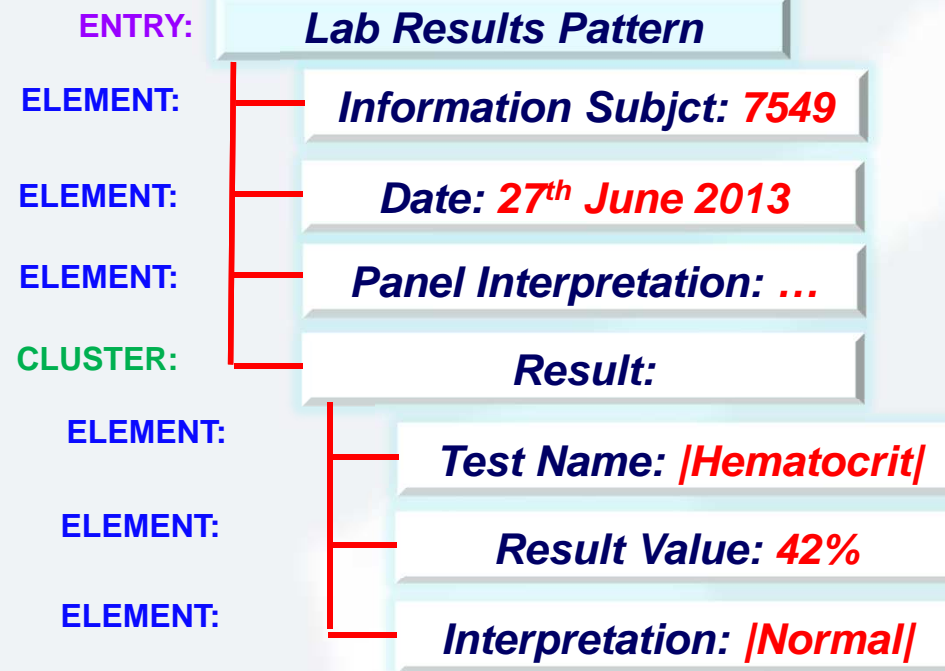 ENTRY: Lab Results Pattern
ELEMENT: Information Subjct: 7549
ELEMENT: Date: 27th June 2013
ELEMENT: Panel Interpretation: ...
CLUSTER: Result:
ELEMENT: Test Name: |Hematocrit|
ELEMENT: Result Value: 42%
ELEMENT: Interpretation: |Normal|